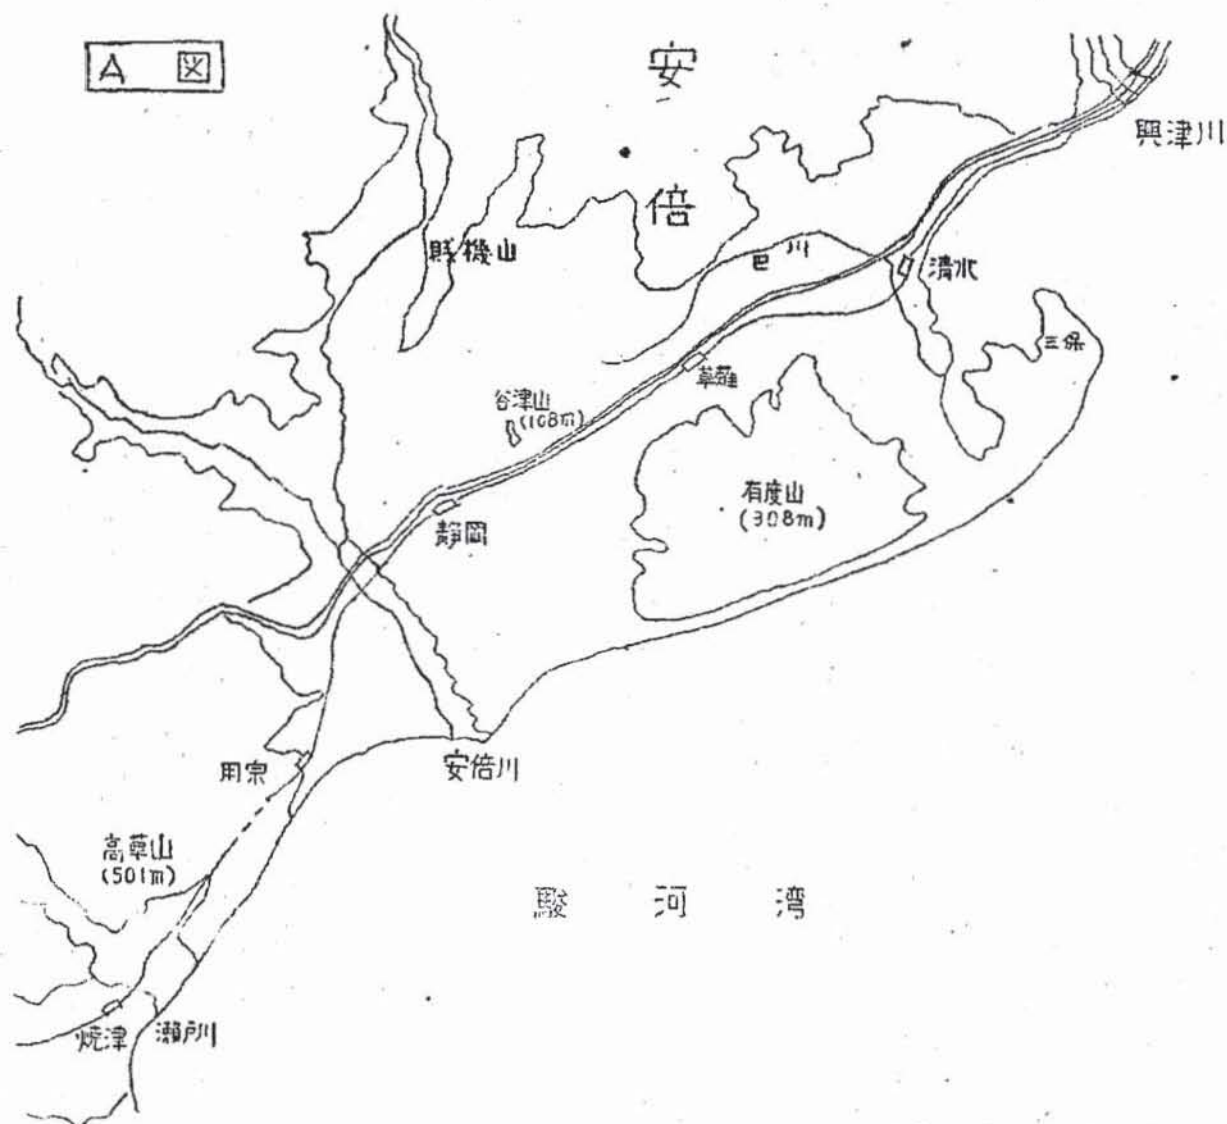 A 図
安
倍
興津川
賎機山
巴川
清水
三保
草薙
谷津山
(108m)
有度山
(308m)
静岡
用宗
安倍川
高草山
(501m)
駿河湾
焼津
瀬戸川